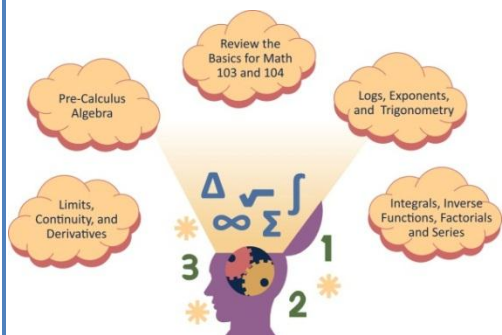 Review the
Basics for Math
103 and 104
Pre-Calculus
Algebra
Logs, Exponents,
and Trigonometry
Limits,
Continuity, and
Derivatives
Integrals, Inverse
Functions, Factorials
and Series
Δ √ ∫
∞ Σ
1
3
2